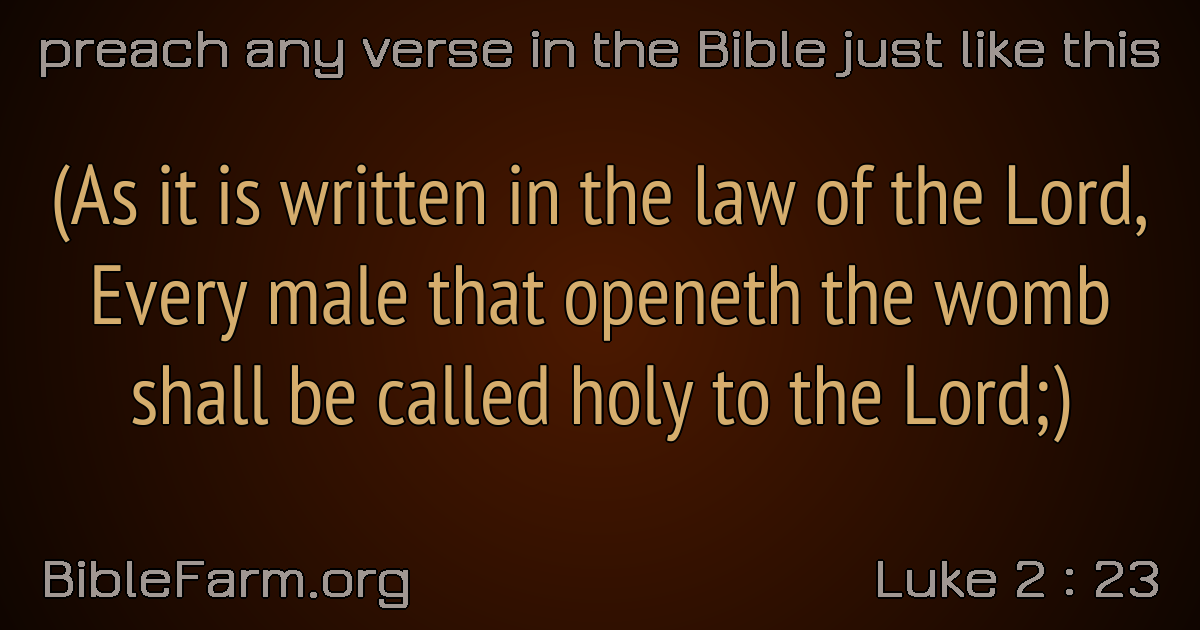 preach any verse in the Bible just like this
(As it is written in the law of the Lord,
Every male that openeth the womb
shall be called holy to the Lord;)
BibleFarm.org
Luke 2 : 23